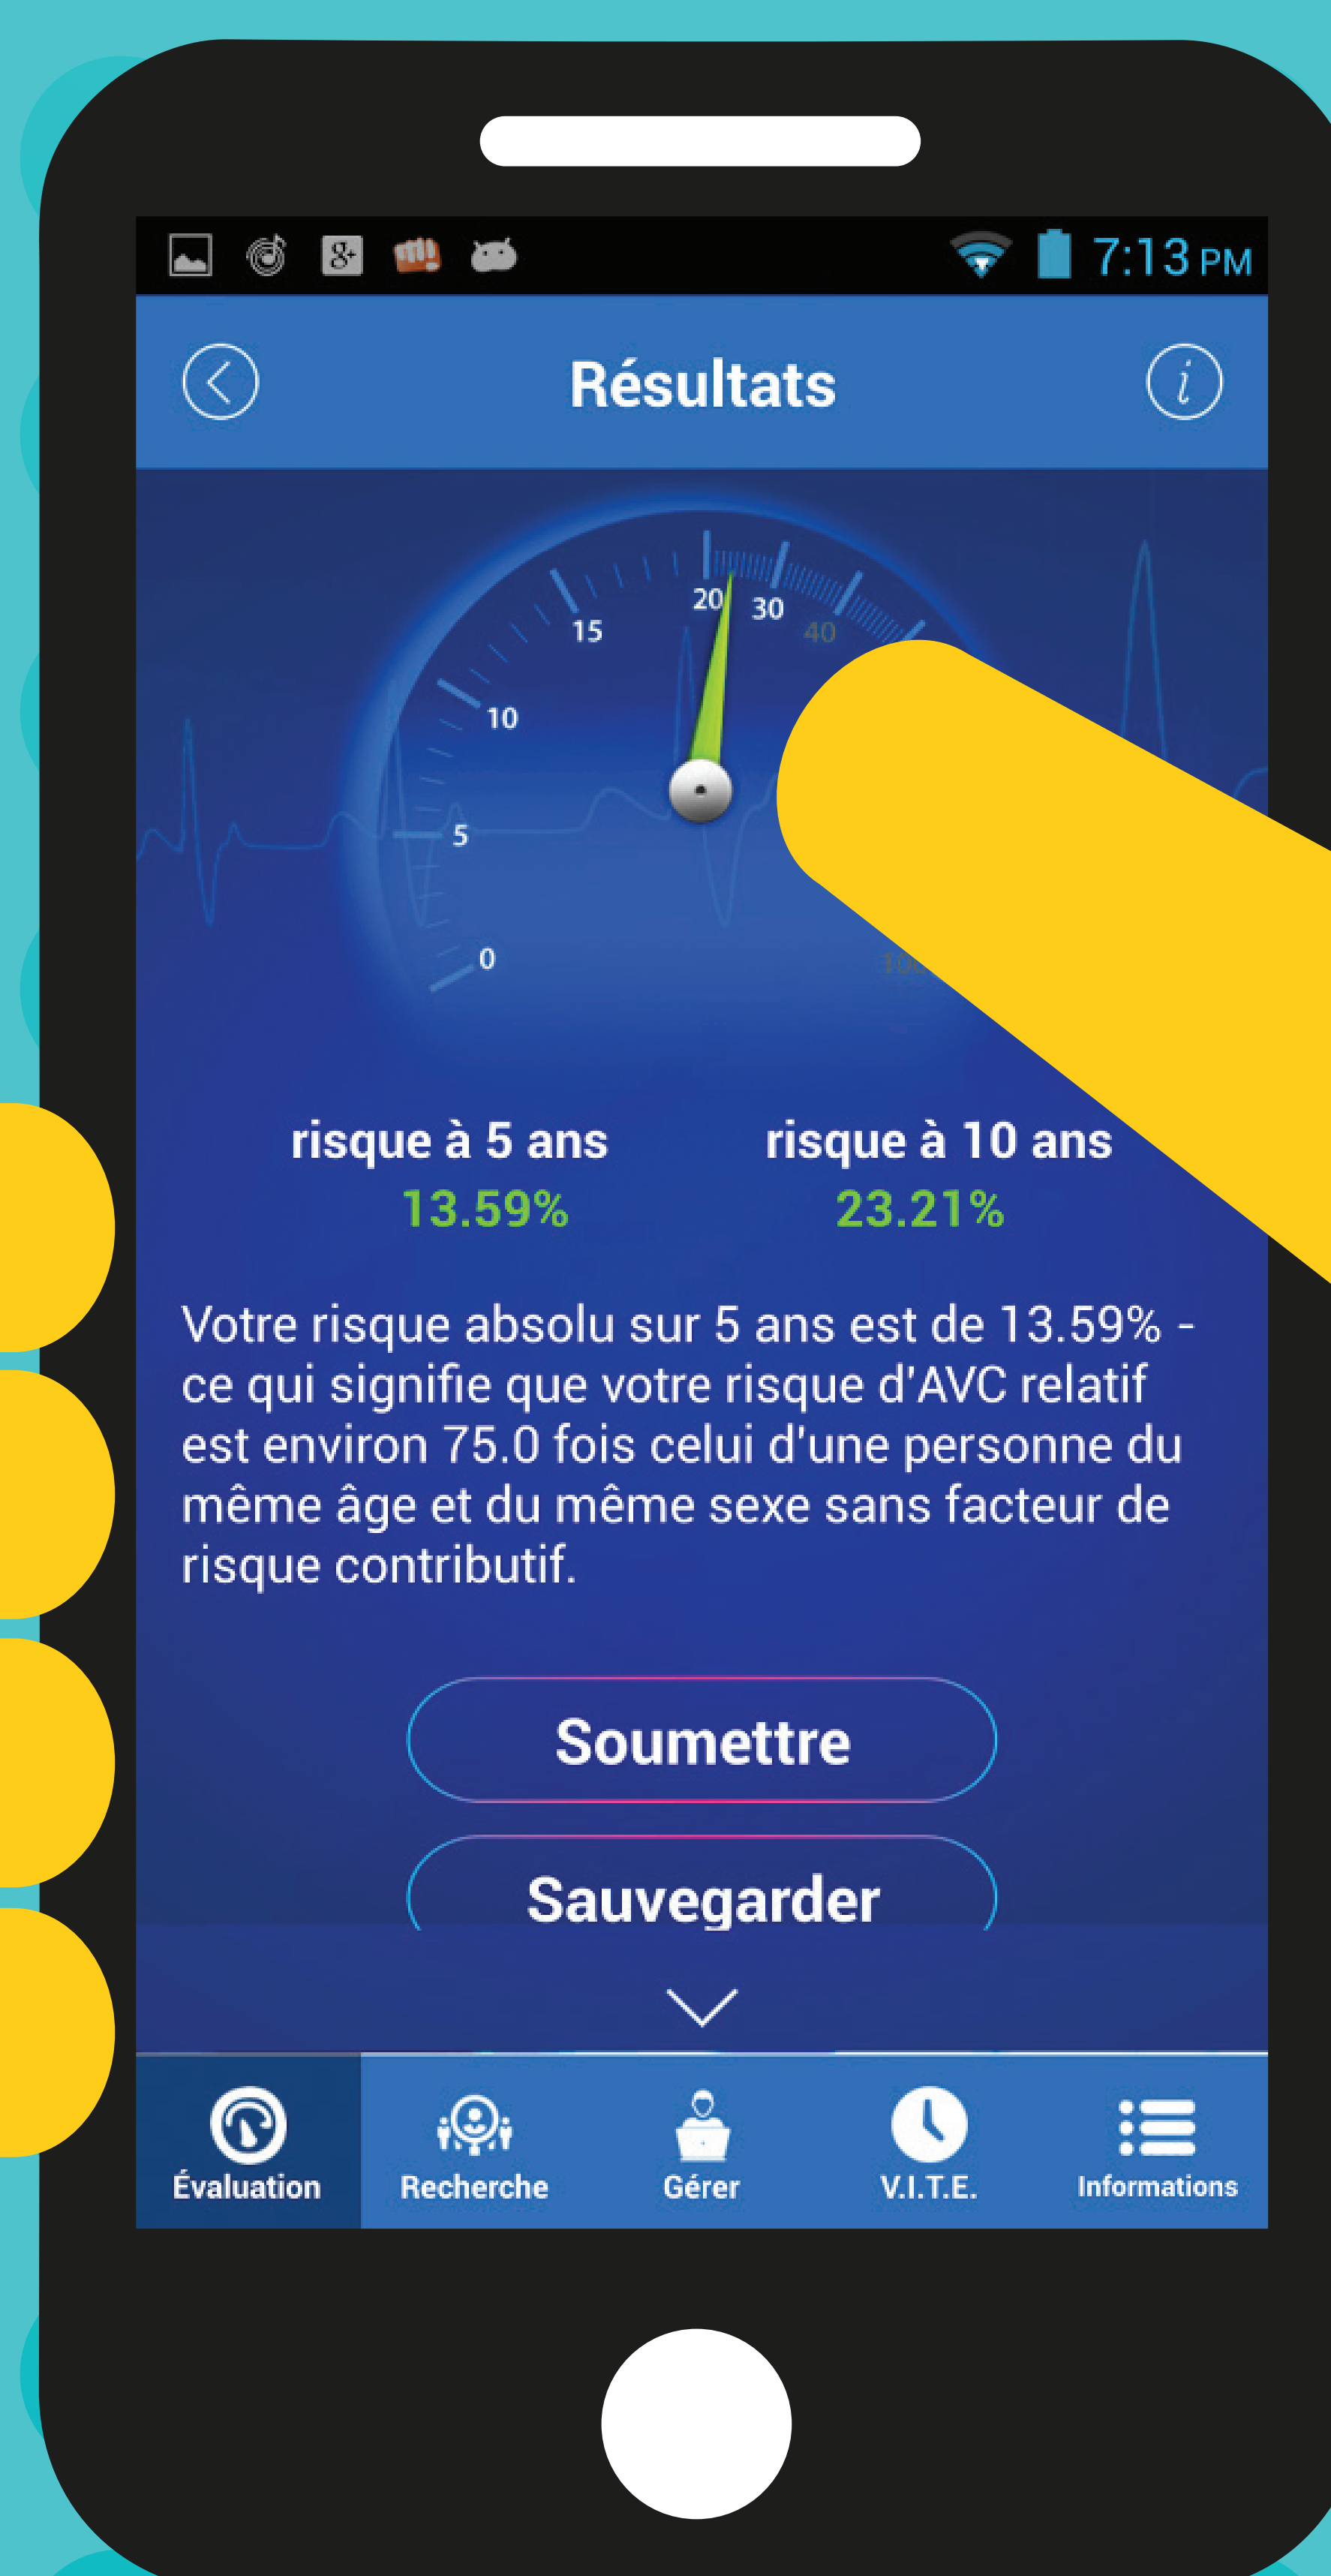 g+
7:13 PM
Résultats
i
20
30
40
15
10
5
0
risque à 5 ans
risque à 10 ans
13.59%
23.21%
Votre risque absolu sur 5 ans est de 13.59% -
ce qui signifie que votre risque d'AVC relatif
est environ 75.0 fois celui d'une personne du
même âge et du même sexe sans facteur de
risque contributif.
Soumettre
Sauvegarder
Évaluation
Recherche
Gérer
V.I.T.E.
Informations